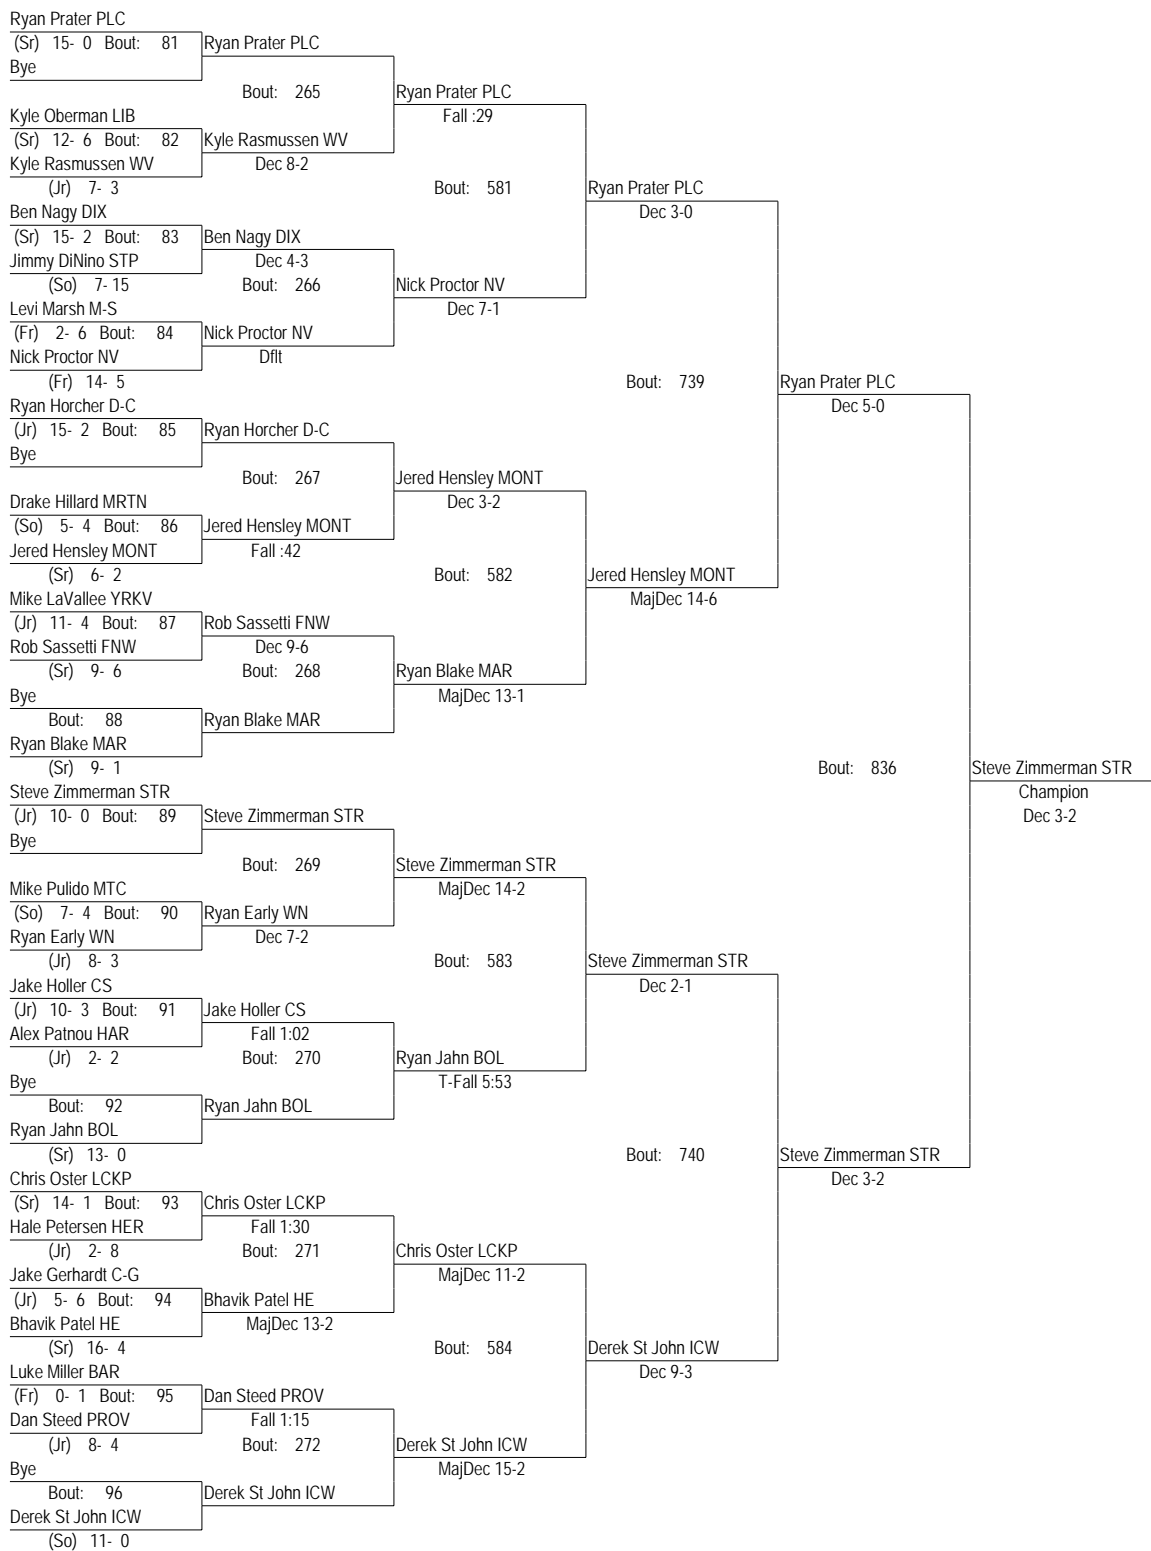 Ryan Prater PLC
(Sr) 15- 0 Bout: 81
Bye
Kyle Oberman LIB
(Sr) 12- 6 Bout: 82
Kyle Rasmussen WV
(Jr) 7- 3
Ben Nagy DIX
(Sr) 15- 2 Bout: 83
Jimmy DiNino STP
(So) 7- 15
Levi Marsh M-S
(Fr) 2- 6 Bout: 84
Nick Proctor NV
(Fr) 14- 5
Ryan Horcher D-C
(Jr) 15- 2 Bout: 85
Bye
Drake Hillard MRTN
(So) 5- 4 Bout: 86
Jered Hensley MONT
(Sr) 6- 2
Mike LaVallee YRKV
(Jr) 11- 4 Bout: 87
Rob Sassetti FNW
(Sr) 9- 6
Bye
Bout: 88
Ryan Blake MAR
(Sr) 9- 1
Steve Zimmerman STR
(Jr) 10- 0 Bout: 89
Bye
Mike Pulido MTC
(So) 7- 4 Bout: 90
Ryan Early WN
(Jr) 8- 3
Jake Holler CS
(Jr) 10- 3 Bout: 91
Alex Patnou HAR
(Jr) 2- 2
Bye
Bout: 92
Ryan Jahn BOL
(Sr) 13- 0
Chris Oster LCKP
(Sr) 14- 1 Bout: 93
Hale Petersen HER
(Jr) 2- 8
Jake Gerhardt C-G
(Jr) 5- 6 Bout: 94
Bhavik Patel HE
(Sr) 16- 4
Luke Miller BAR
(Fr) 0- 1 Bout: 95
Dan Steed PROV
(Jr) 8- 4
Bye
Bout: 96
Derek St John ICW
(So) 11- 0
Ryan Prater PLC
Bout: 265
Kyle Rasmussen WV
Dec 8-2
Ben Nagy DIX
Dec 4-3
Bout: 266
Nick Proctor NV
Dflt
Ryan Horcher D-C
Bout: 267
Jered Hensley MONT
Fall :42
Rob Sassetti FNW
Dec 9-6
Bout: 268
Ryan Blake MAR
Steve Zimmerman STR
Bout: 269
Ryan Early WN
Dec 7-2
Jake Holler CS
Fall 1:02
Bout: 270
Ryan Jahn BOL
Chris Oster LCKP
Fall 1:30
Bout: 271
Bhavik Patel HE
MajDec 13-2
Dan Steed PROV
Fall 1:15
Bout: 272
Derek St John ICW
Ryan Prater PLC
Fall :29
Bout: 581
Nick Proctor NV
Dec 7-1
Jered Hensley MONT
Dec 3-2
Bout: 582
Ryan Blake MAR
MajDec 13-1
Steve Zimmerman STR
MajDec 14-2
Bout: 583
Ryan Jahn BOL
T-Fall 5:53
Chris Oster LCKP
MajDec 11-2
Bout: 584
Derek St John ICW
MajDec 15-2
Ryan Prater PLC
Dec 3-0
Bout: 739
Jered Hensley MONT
MajDec 14-6
Steve Zimmerman STR
Dec 2-1
Bout: 740
Derek St John ICW
Dec 9-3
Ryan Prater PLC
Dec 5-0
Bout: 836
Steve Zimmerman STR
Dec 3-2
Steve Zimmerman STR
Champion
Dec 3-2